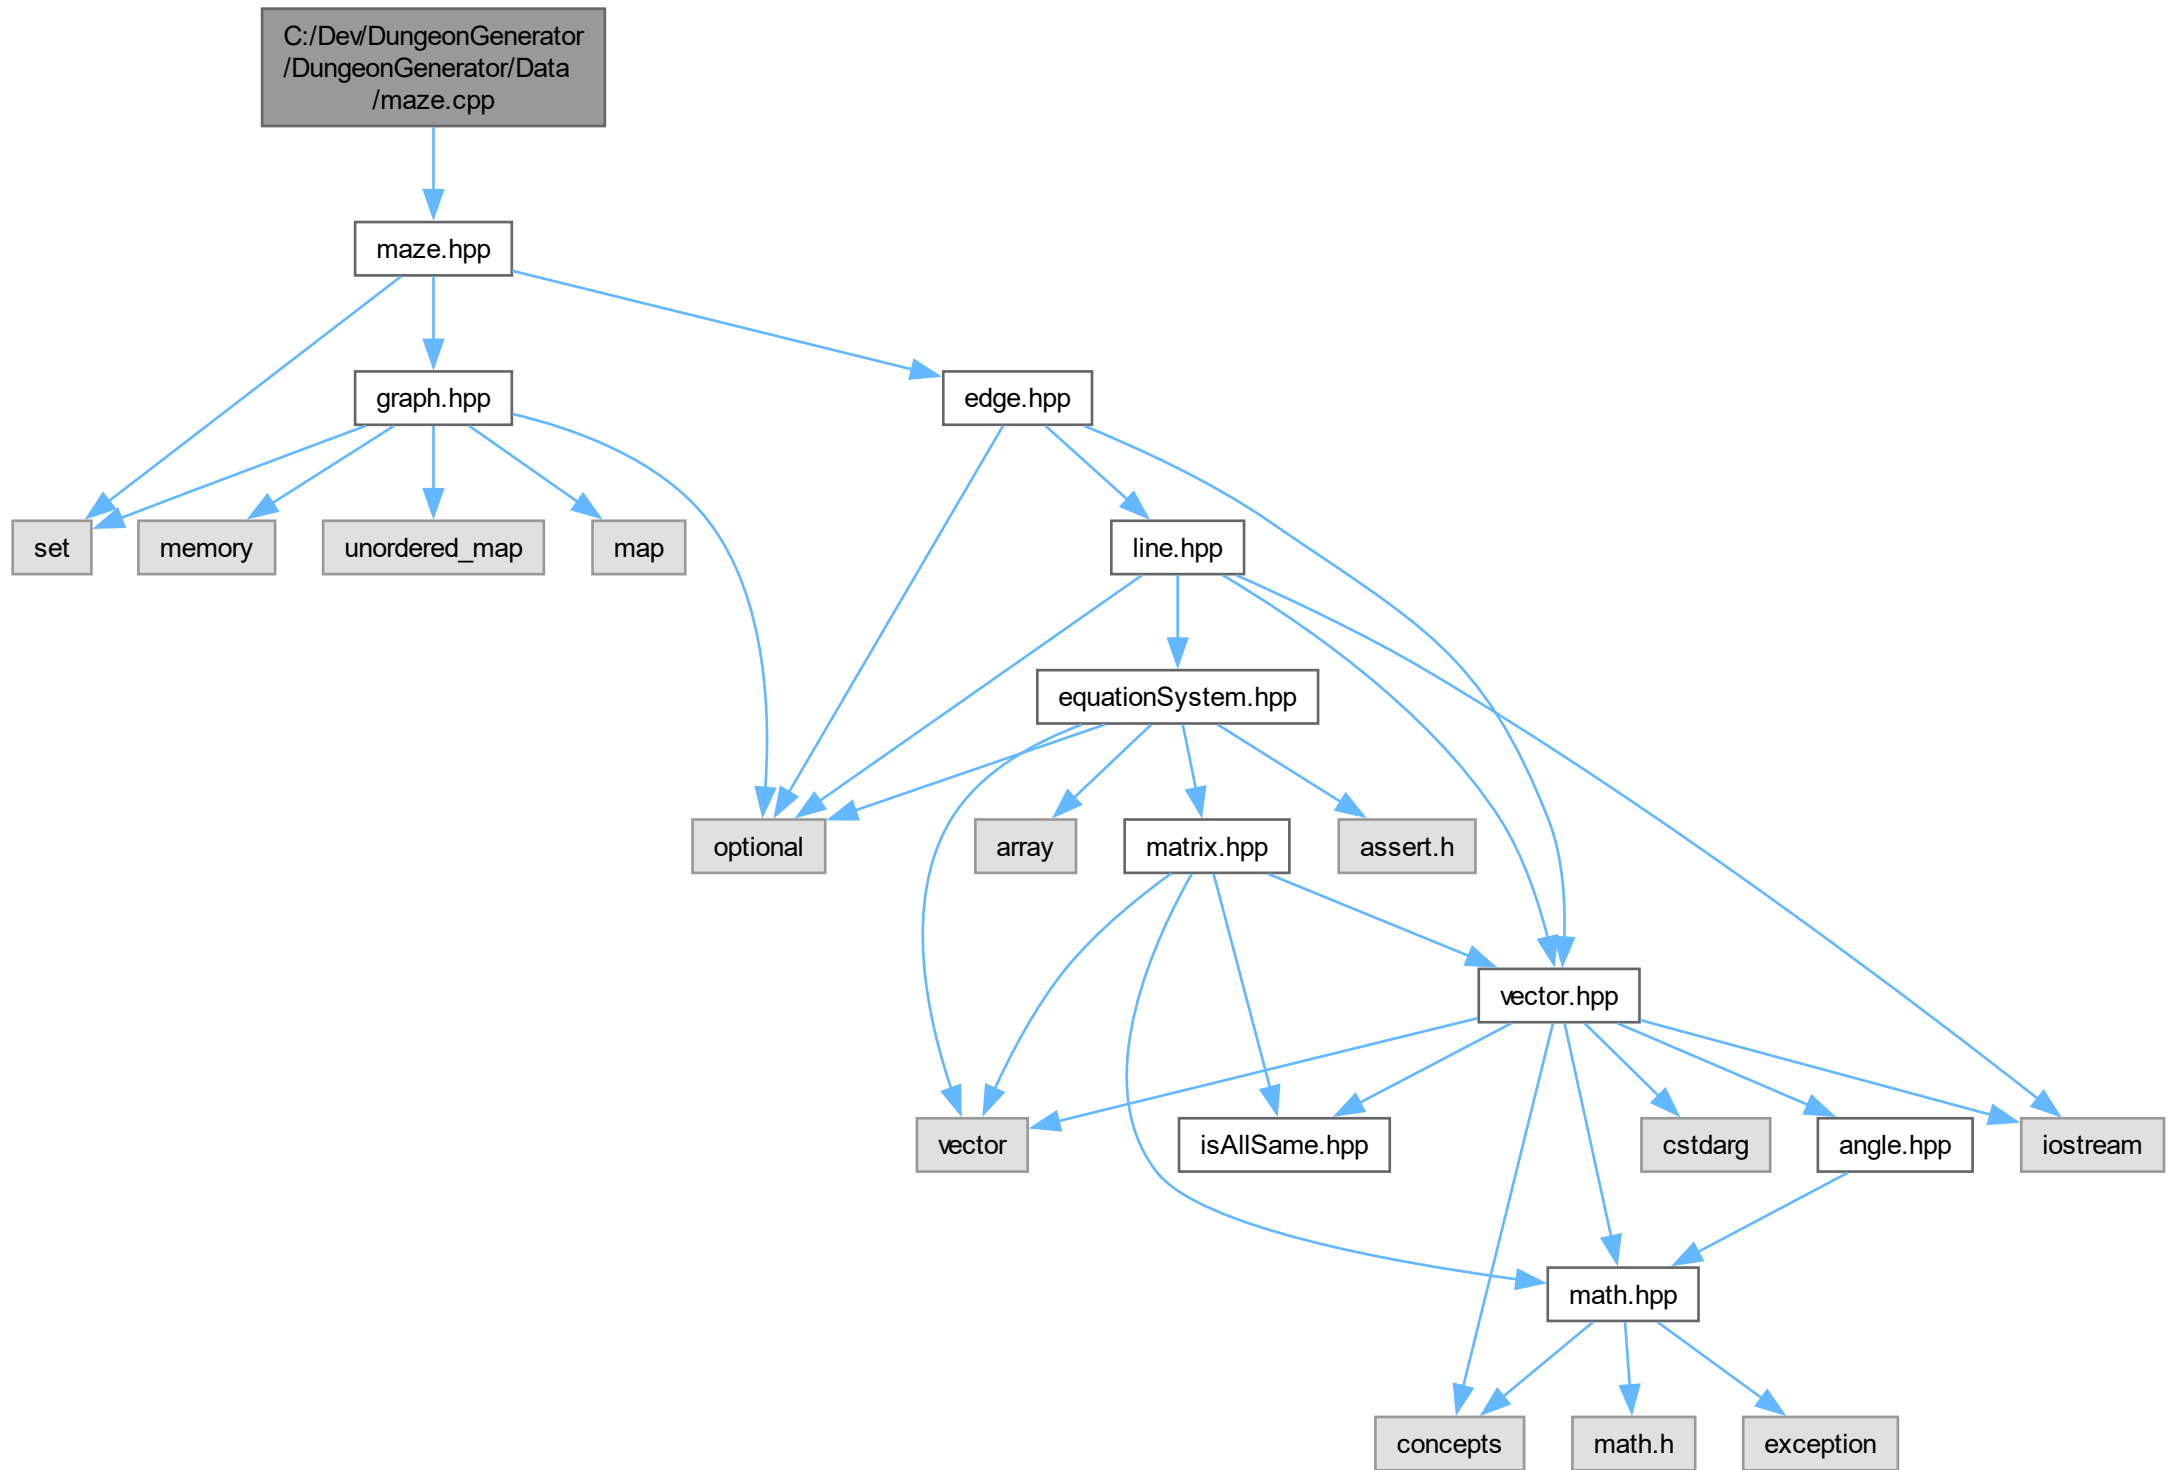 C:/Dev/DungeonGenerator
/DungeonGenerator/Data
/maze.cpp
maze.hpp
graph.hpp
edge.hpp
set
memory
unordered_map
map
line.hpp
equationSystem.hpp
optional
array
matrix.hpp
assert.h
vector.hpp
vector
isAllSame.hpp
cstdarg
angle.hpp
iostream
math.hpp
concepts
math.h
exception